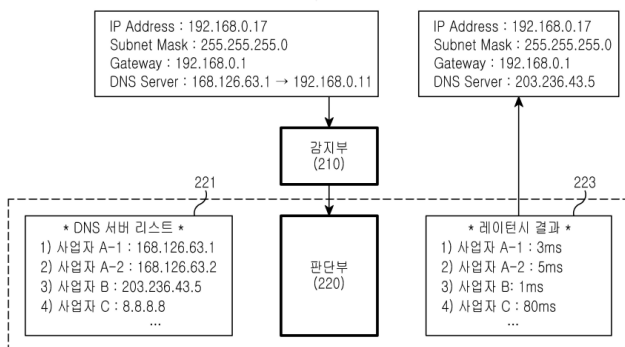 IP Address : 192.168.0.17
Subnet Mask : 255.255.255.0
Gateway : 192.168.0.1
DNS Server : 168.126.63.1 → 192.168.0.11
IP Address : 192.168.0.17
Subnet Mask : 255.255.255.0
Gateway : 192.168.0.1
DNS Server : 203.236.43.5
감지부
(210)
221
* DNS 서버 리스트 *
1) 사업자 A-1 : 168.126.63.1
2) 사업자 A-2 : 168.126.63.2
3) 사업자 B : 203.236.43.5
4) 사업자 C : 8.8.8.8
...
판단부
(220)
223
* 레이턴시 결과 *
1) 사업자 A-1 : 3ms
2) 사업자 A-2 : 5ms
3) 사업자 B: 1ms
4) 사업자 C : 80ms
...